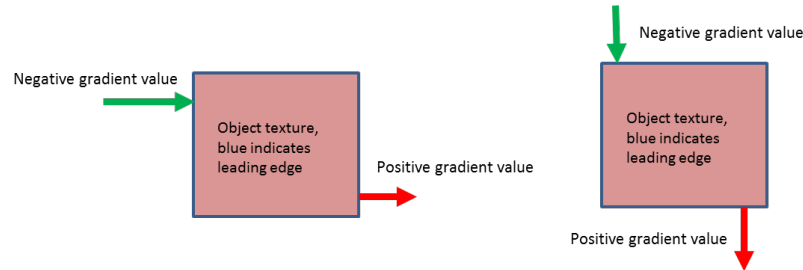 Negative gradient value
Object texture,
blue indicates
leading edge
Positive gradient value
Negative gradient value
Object texture,
blue indicates
leading edge
Positive gradient value